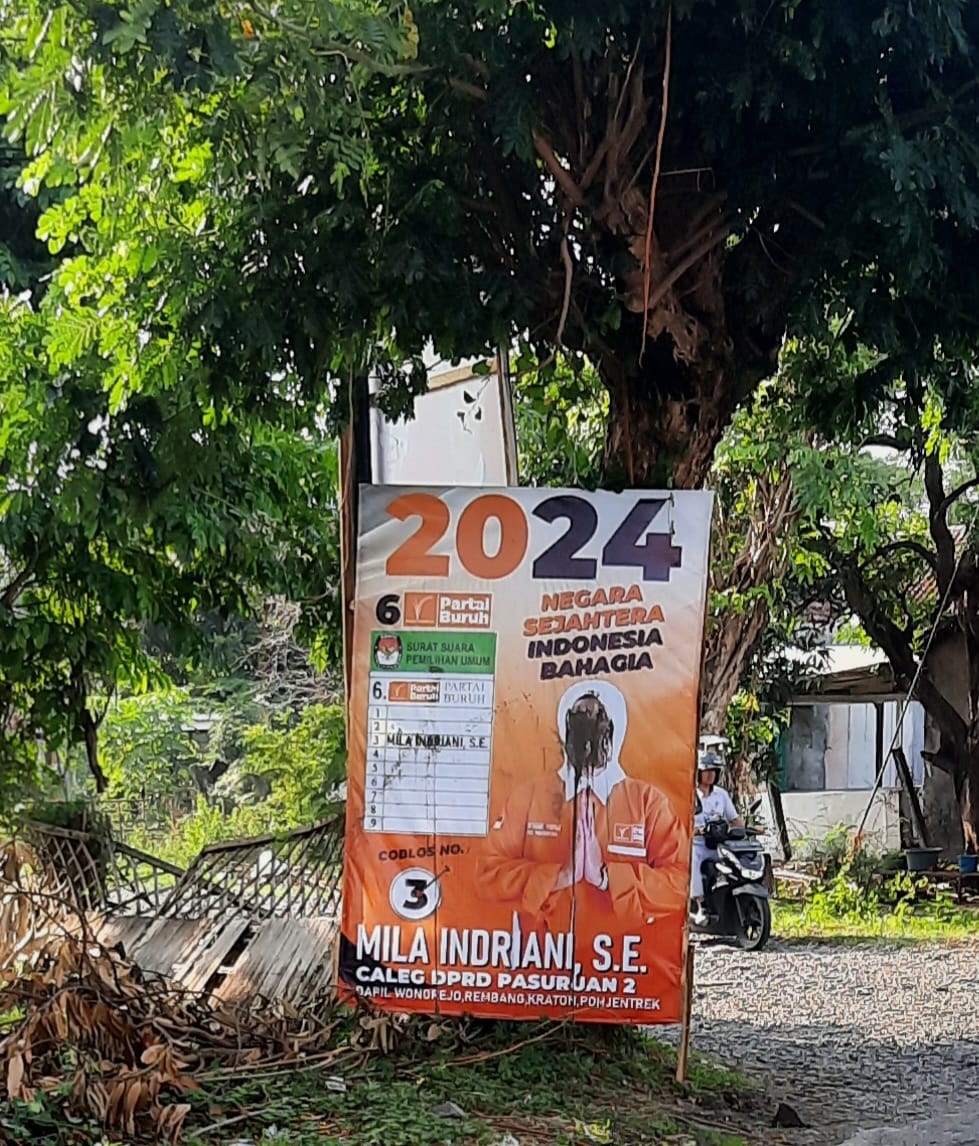 2024
6 Partai Buruh
NEGARA
SEJAHTERA
INDONESIA
BAHAGIA
SURAT SUARA
PEMILIHAN UMUM
6. Partai Buruh PARTAI BURUH
1
2
3 MILA INDRIANI, S.E.
4
5
6
7
8
9
COBLOS NO.
3
MILA INDRIANI, S.E.
CALEG DPRD PASURUAN 2
DAPIL WONOREJO,REMBANG,KRATON,POHJENTREK